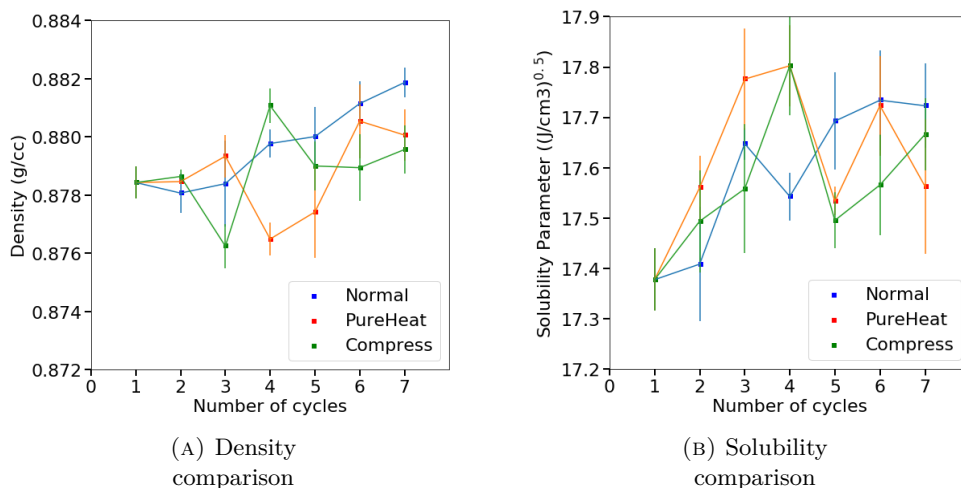 0.884
0.882
0.880
0.878
0.876
0.874
0.872
Density (g/cc)
0 1 2 3 4 5 6 7
Number of cycles
Normal
PureHeat
Compress
(A) Density
comparison
17.9
17.8
17.7
17.6
17.5
17.4
17.3
17.2
Solubility Parameter ((J/cm3)^0.5)
0 1 2 3 4 5 6 7
Number of cycles
Normal
PureHeat
Compress
(B) Solubility
comparison